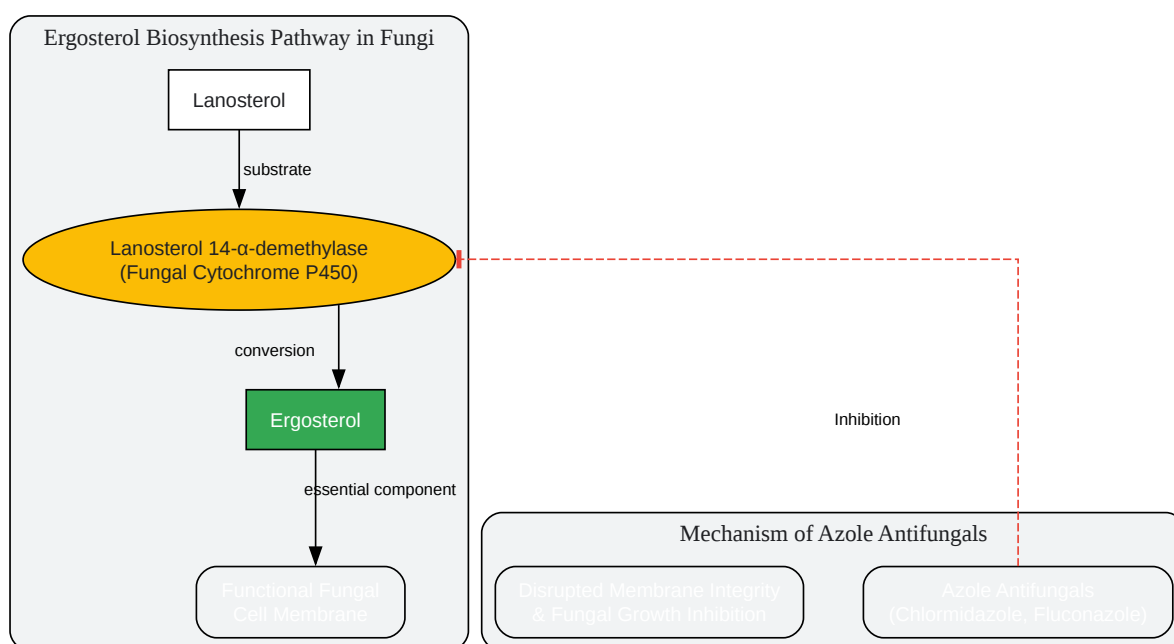 Ergosterol Biosynthesis Pathway in Fungi
Lanosterol
substrate
Lanosterol 14-α-demethylase
(Fungal Cytochrome P450)
conversion
Ergosterol
essential component
Functional Fungal
Cell Membrane
Inhibition
Mechanism of Azole Antifungals
Disrupted Membrane Integrity
& Fungal Growth Inhibition
Azole Antifungals
(Chlormidazole, Fluconazole)